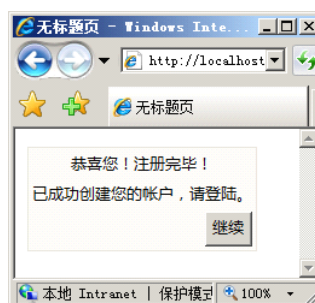 无标题页 - Windows Inte...
http://localhost
无标题页
恭喜您！注册完毕！
已成功创建您的帐户，请登陆。
继续
本地 Intranet | 保护模式
100%